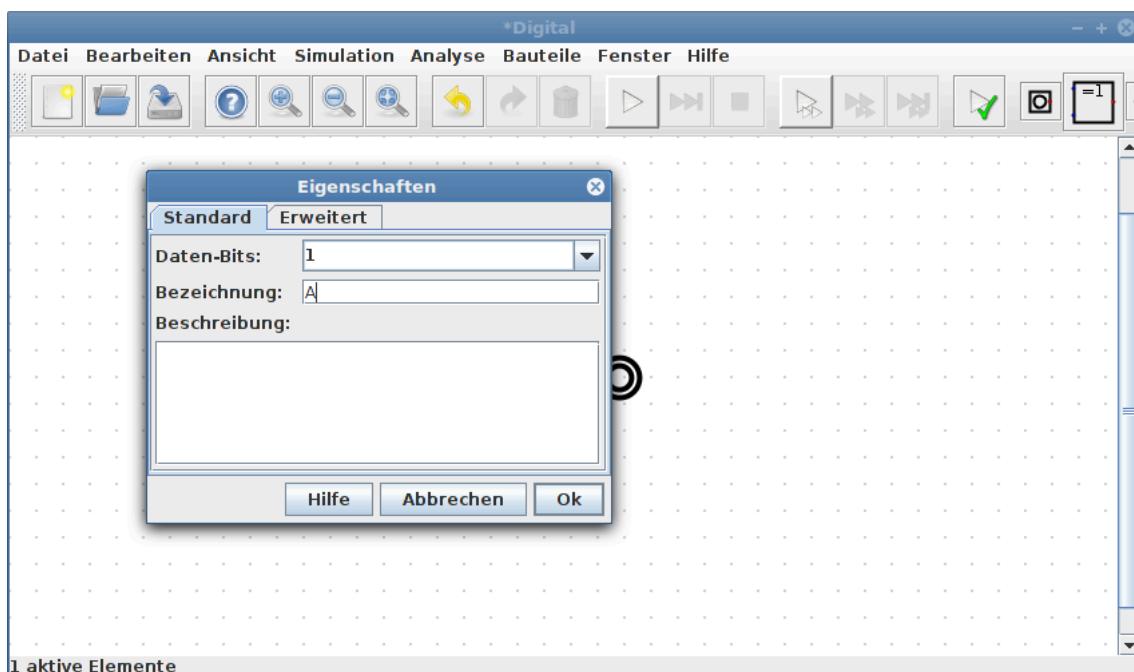 *Digital
Datei Bearbeiten Ansicht Simulation Analyse Bauteile Fenster Hilfe
=1
Eigenschaften
Standard Erweitert
Daten-Bits: 1
Bezeichnung: A
Beschreibung:
Hilfe Abbrechen Ok
1 aktive Elemente